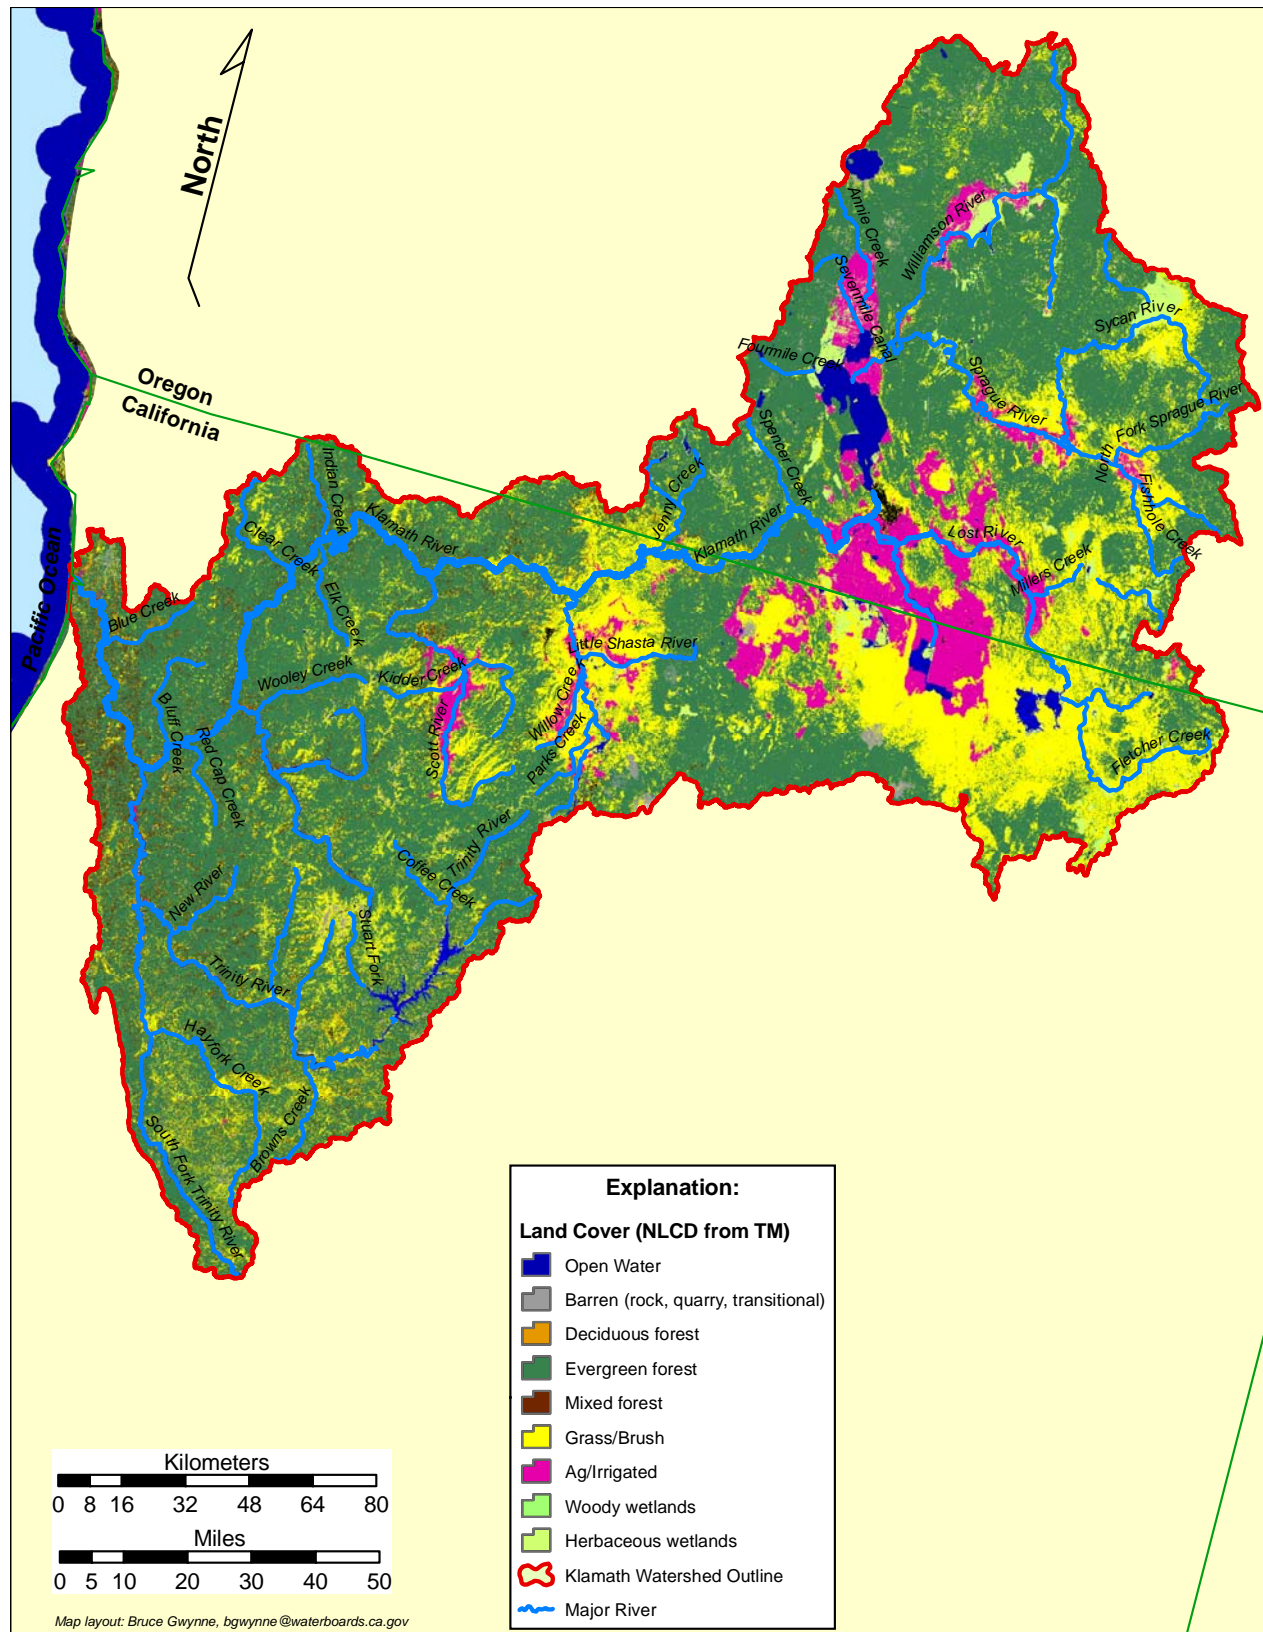 North
Oregon
California
Pacific Ocean
Annie Creek
Williamson River
Sevenmile Canal
Fourmile Creek
Sycan River
Sprague River
North Fork Sprague River
Fishhole Creek
Spencer Creek
Jenny Creek
Klamath River
Lost River
Millers Creek
Indian Creek
Klamath River
Clear Creek
Elk Creek
Blue Creek
Little Shasta River
Wooley Creek
Kidder Creek
Bluff Creek
Red Cap Creek
Scott River
Willow Creek
Parks Creek
Fletcher Creek
Trinity River
Coffee Creek
New River
Stuart Fork
Trinity River
Hayfork Creek
Browns Creek
South Fork Trinity River
Explanation:
Land Cover (NLCD from TM)
Open Water
Barren (rock, quarry, transitional)
Deciduous forest
Evergreen forest
Mixed forest
Grass/Brush
Ag/Irrigated
Woody wetlands
Herbaceous wetlands
Klamath Watershed Outline
Major River
Kilometers
0 8 16 32 48 64 80
Miles
0 5 10 20 30 40 50
Map layout: Bruce Gwynne, bgwynne@waterboards.ca.gov